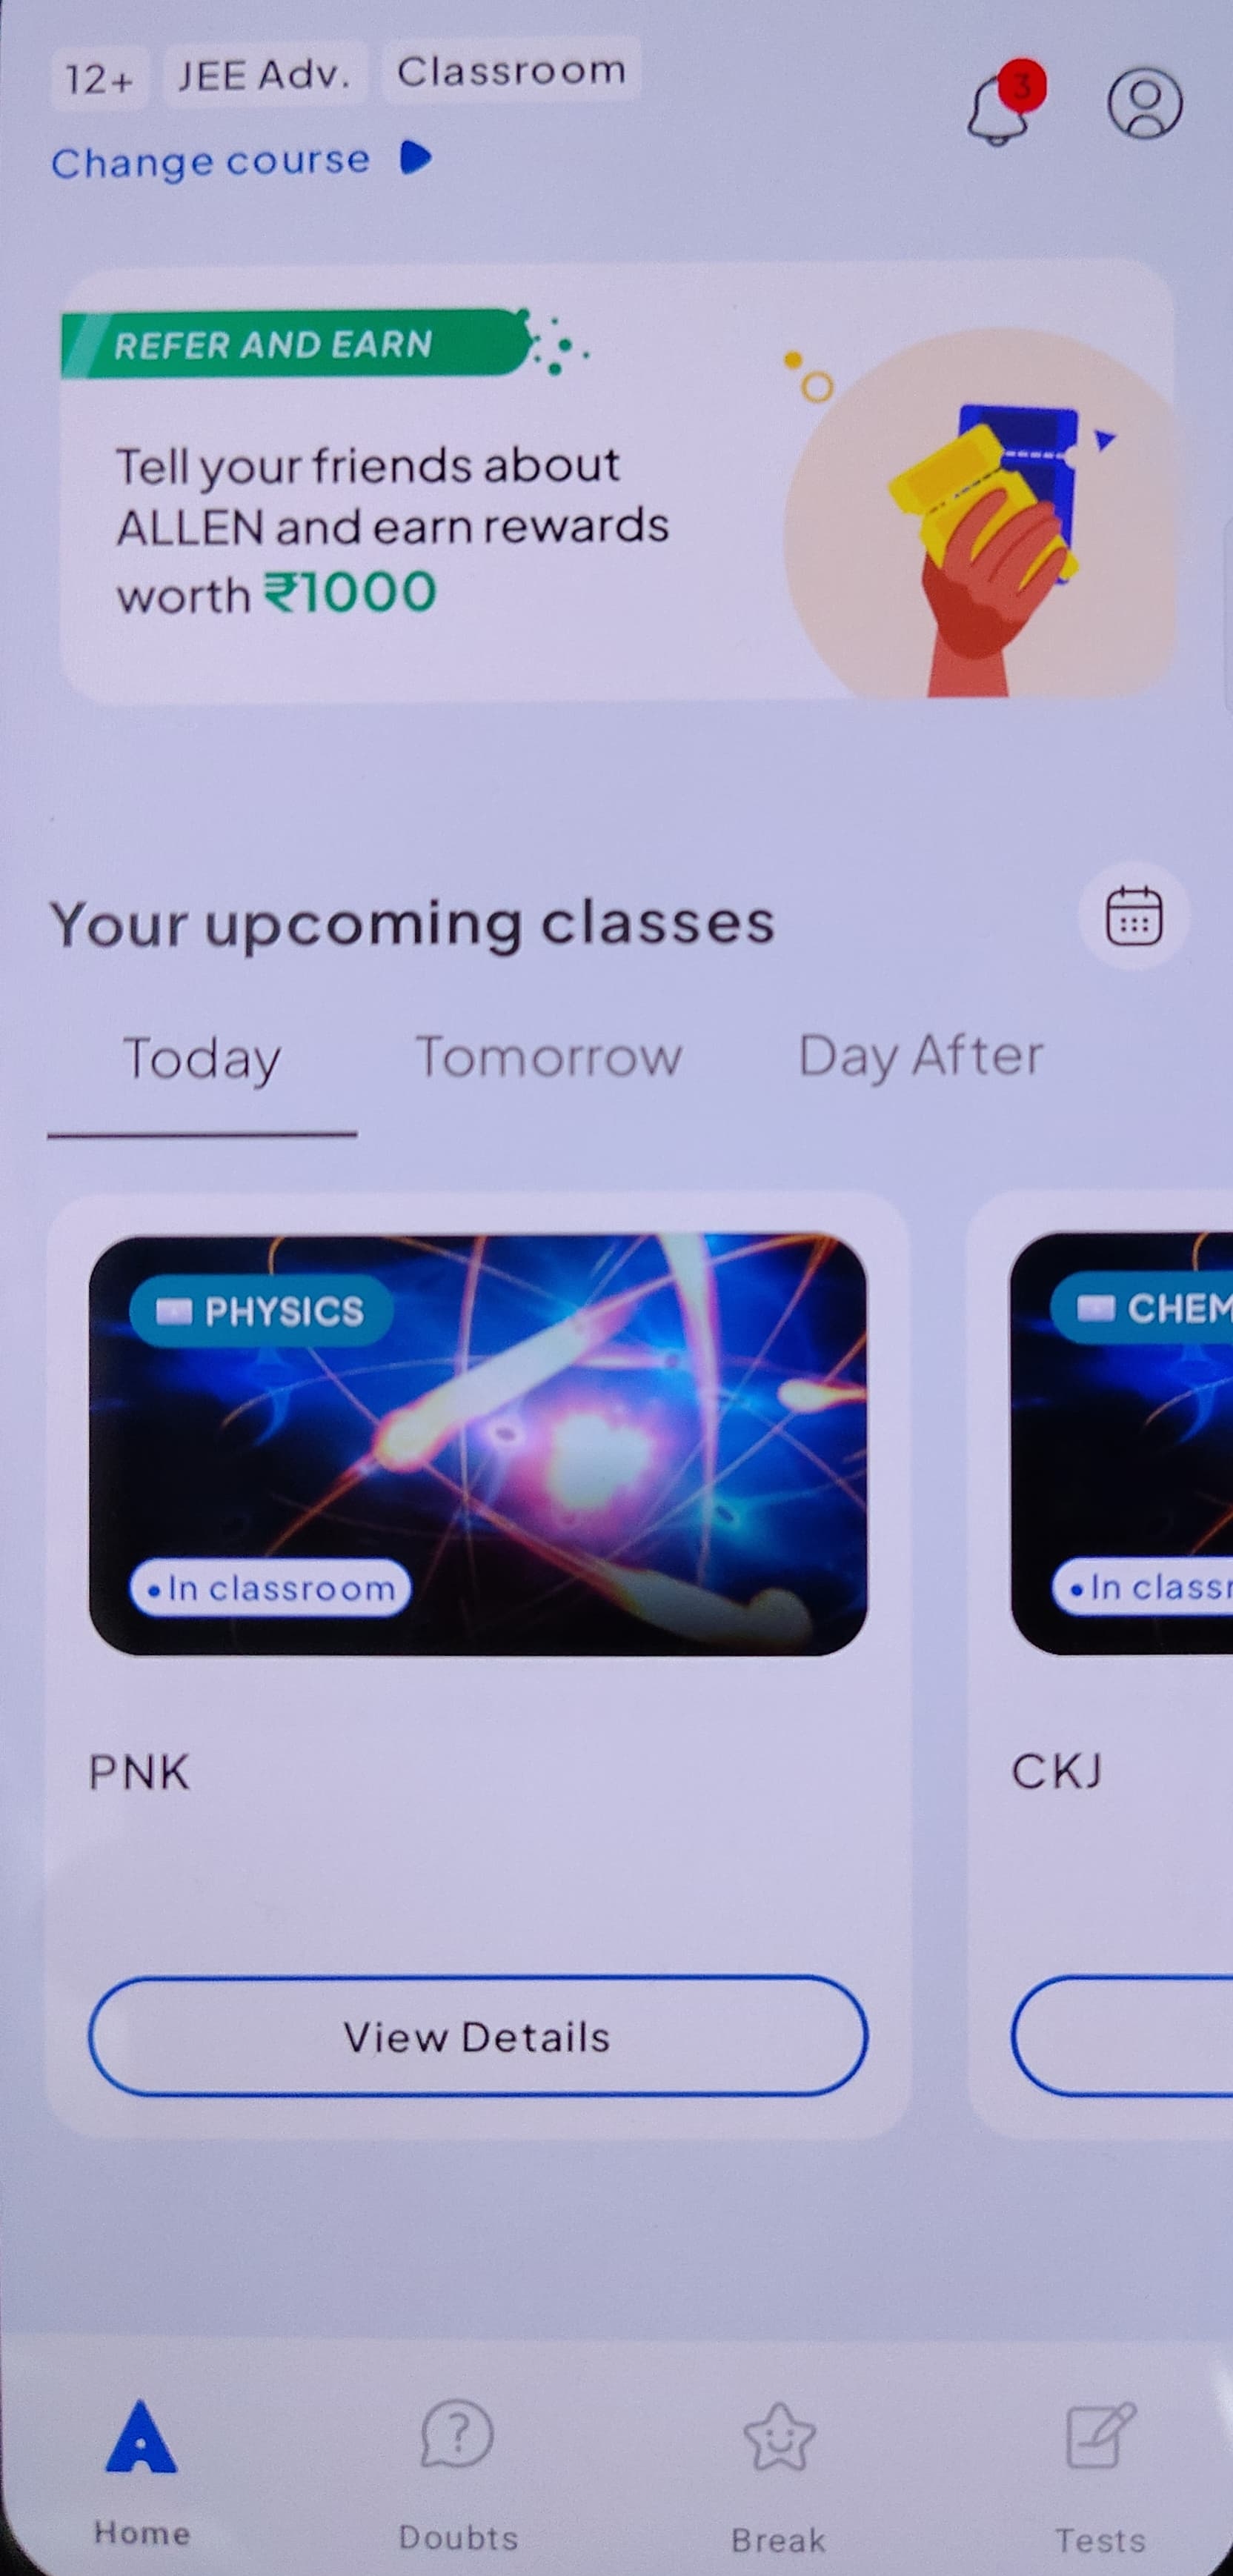 12+ JEE Adv. Classroom
3
Change course
REFER AND EARN
Tell your friends about
ALLEN and earn rewards
worth ₹1000
Your upcoming classes
Today Tomorrow Day After
PHYSICS
CHEM
In classroom
In classr
PNK
CKJ
View Details
Home Doubts Break Tests